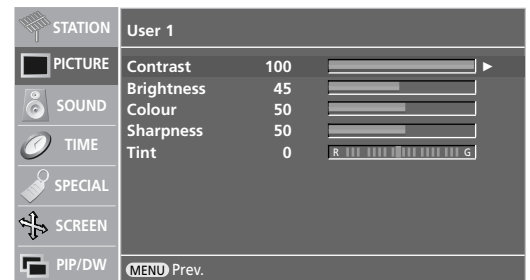 STATION
PICTURE
SOUND
TIME
SPECIAL
SCREEN
PIP/DW
User 1
Contrast 100
Brightness 45
Colour 50
Sharpness 50
Tint 0 R G
MENU Prev.